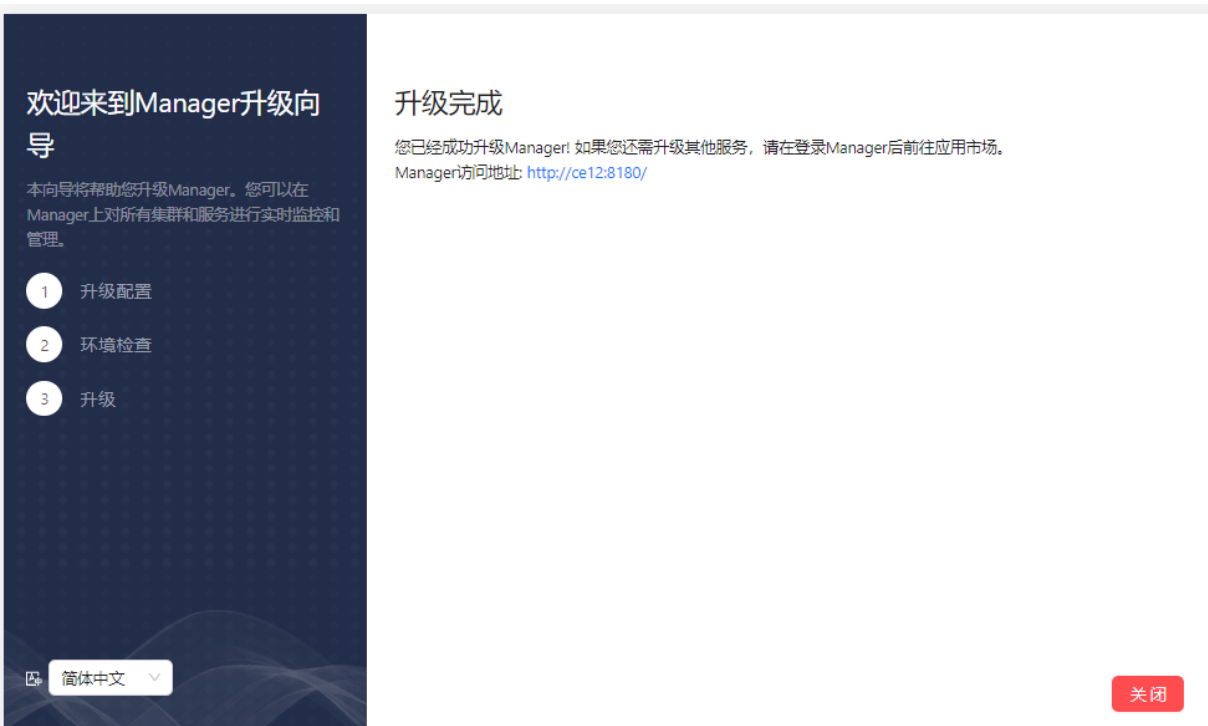 欢迎来到Manager升级向
导
本向导将帮助您升级Manager。您可以在
Manager上对所有集群和服务进行实时监控和
管理。
1 升级配置
2 环境检查
3 升级
简体中文
升级完成
您已经成功升级Manager! 如果您还需升级其他服务，请在登录Manager后前往应用市场。
Manager访问地址: http://ce12:8180/
关闭